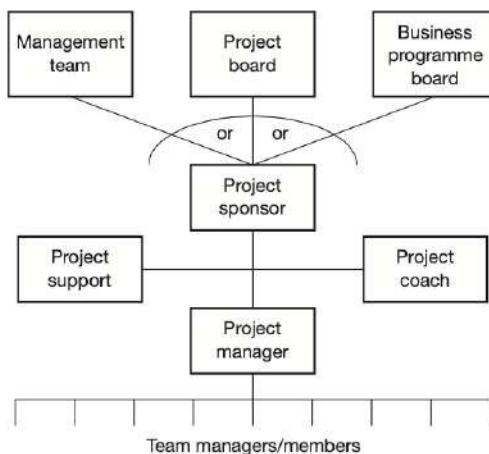 Management
team
Project
board
Business
programme
board
or
or
Project
sponsor
Project
support
Project
coach
Project
manager
Team managers/members